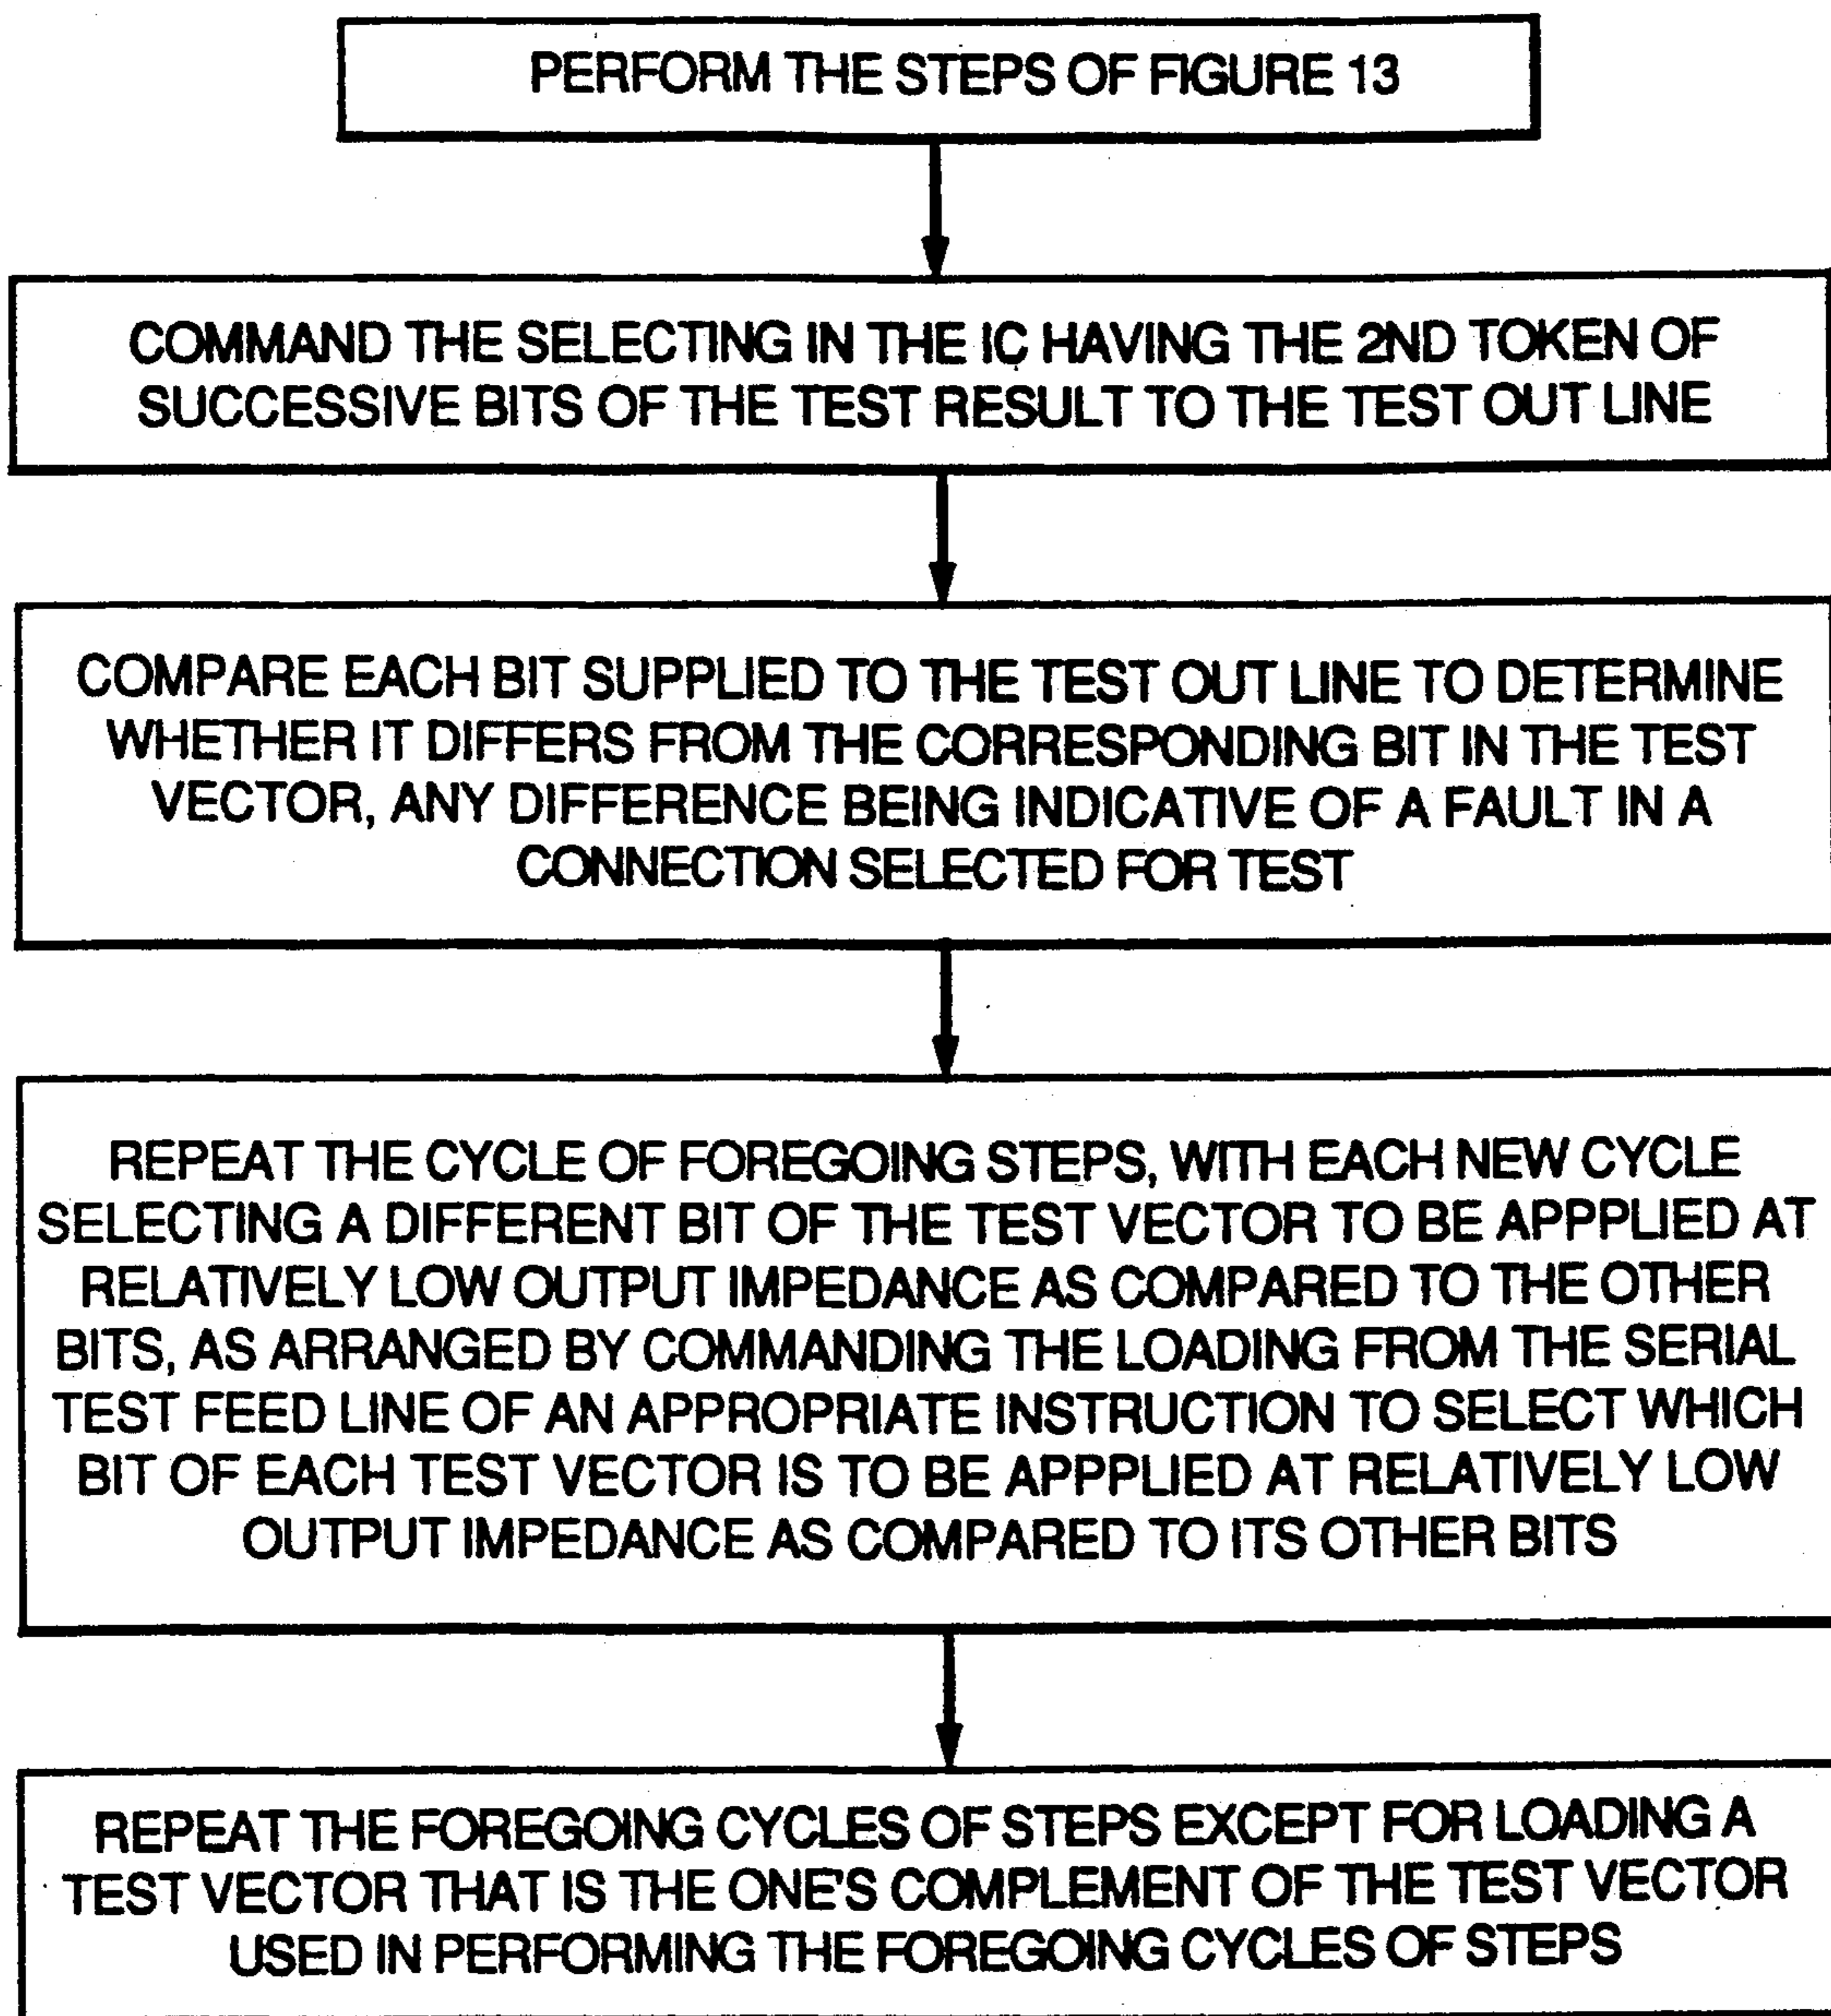 PERFORM THE STEPS OF FIGURE 13
COMMAND THE SELECTING IN THE IC HAVING THE 2ND TOKEN OF
SUCCESSIVE BITS OF THE TEST RESULT TO THE TEST OUT LINE
COMPARE EACH BIT SUPPLIED TO THE TEST OUT LINE TO DETERMINE
WHETHER IT DIFFERS FROM THE CORRESPONDING BIT IN THE TEST
VECTOR, ANY DIFFERENCE BEING INDICATIVE OF A FAULT IN A
CONNECTION SELECTED FOR TEST
REPEAT THE CYCLE OF FOREGOING STEPS, WITH EACH NEW CYCLE
SELECTING A DIFFERENT BIT OF THE TEST VECTOR TO BE APPPLIED AT
RELATIVELY LOW OUTPUT IMPEDANCE AS COMPARED TO THE OTHER
BITS, AS ARRANGED BY COMMANDING THE LOADING FROM THE SERIAL
TEST FEED LINE OF AN APPROPRIATE INSTRUCTION TO SELECT WHICH
BIT OF EACH TEST VECTOR IS TO BE APPPLIED AT RELATIVELY LOW
OUTPUT IMPEDANCE AS COMPARED TO ITS OTHER BITS
REPEAT THE FOREGOING CYCLES OF STEPS EXCEPT FOR LOADING A
TEST VECTOR THAT IS THE ONE'S COMPLEMENT OF THE TEST VECTOR
USED IN PERFORMING THE FOREGOING CYCLES OF STEPS